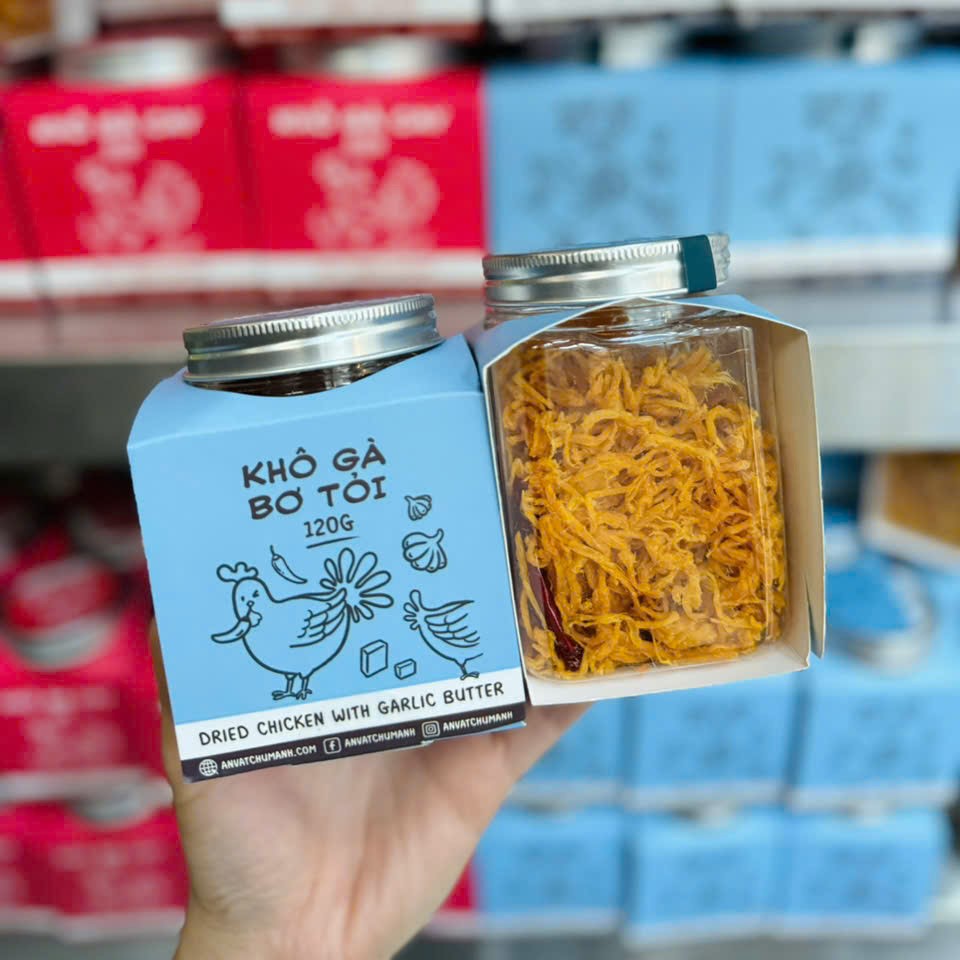 KHÔ GÀ
BƠ TỎI
120G
DRIED CHICKEN WITH GARLIC BUTTER
ANVATCHUMANH.COM ANVATCHUMANH ANVATCHUMANH